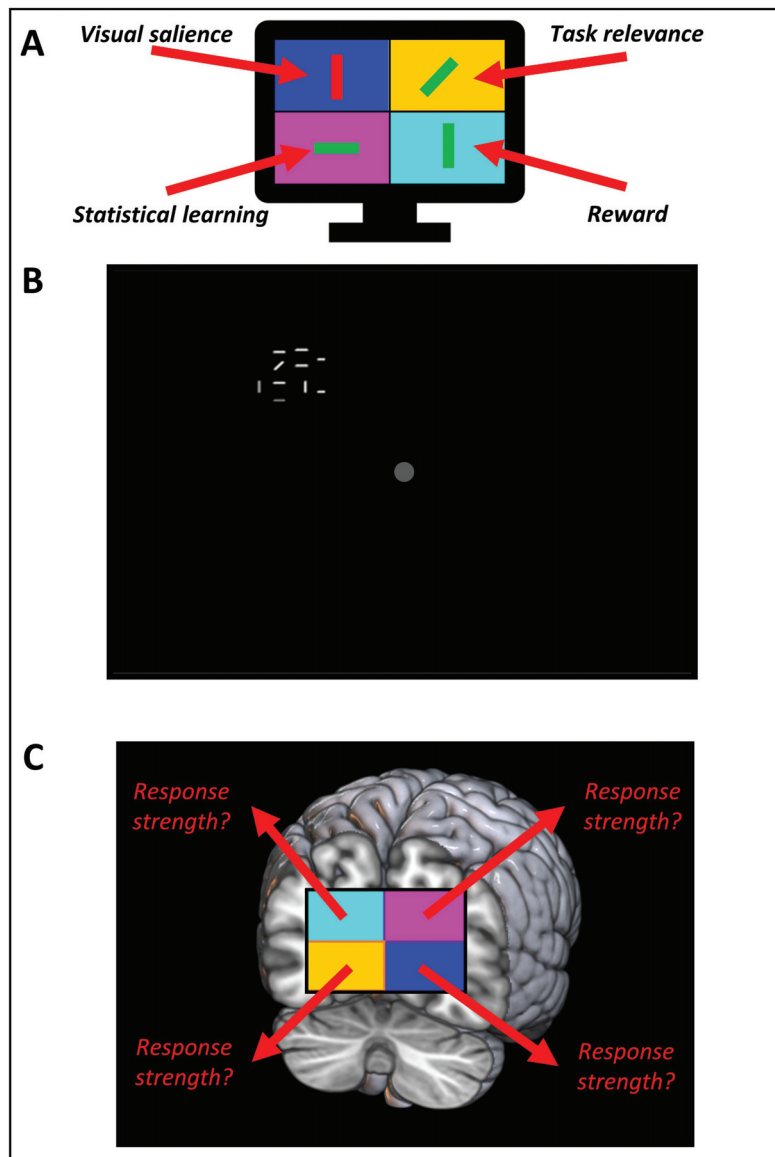 A
Visual salience
Task relevance
Statistical learning
Reward
B
C
Response
strength?
Response
strength?
Response
strength?
Response
strength?